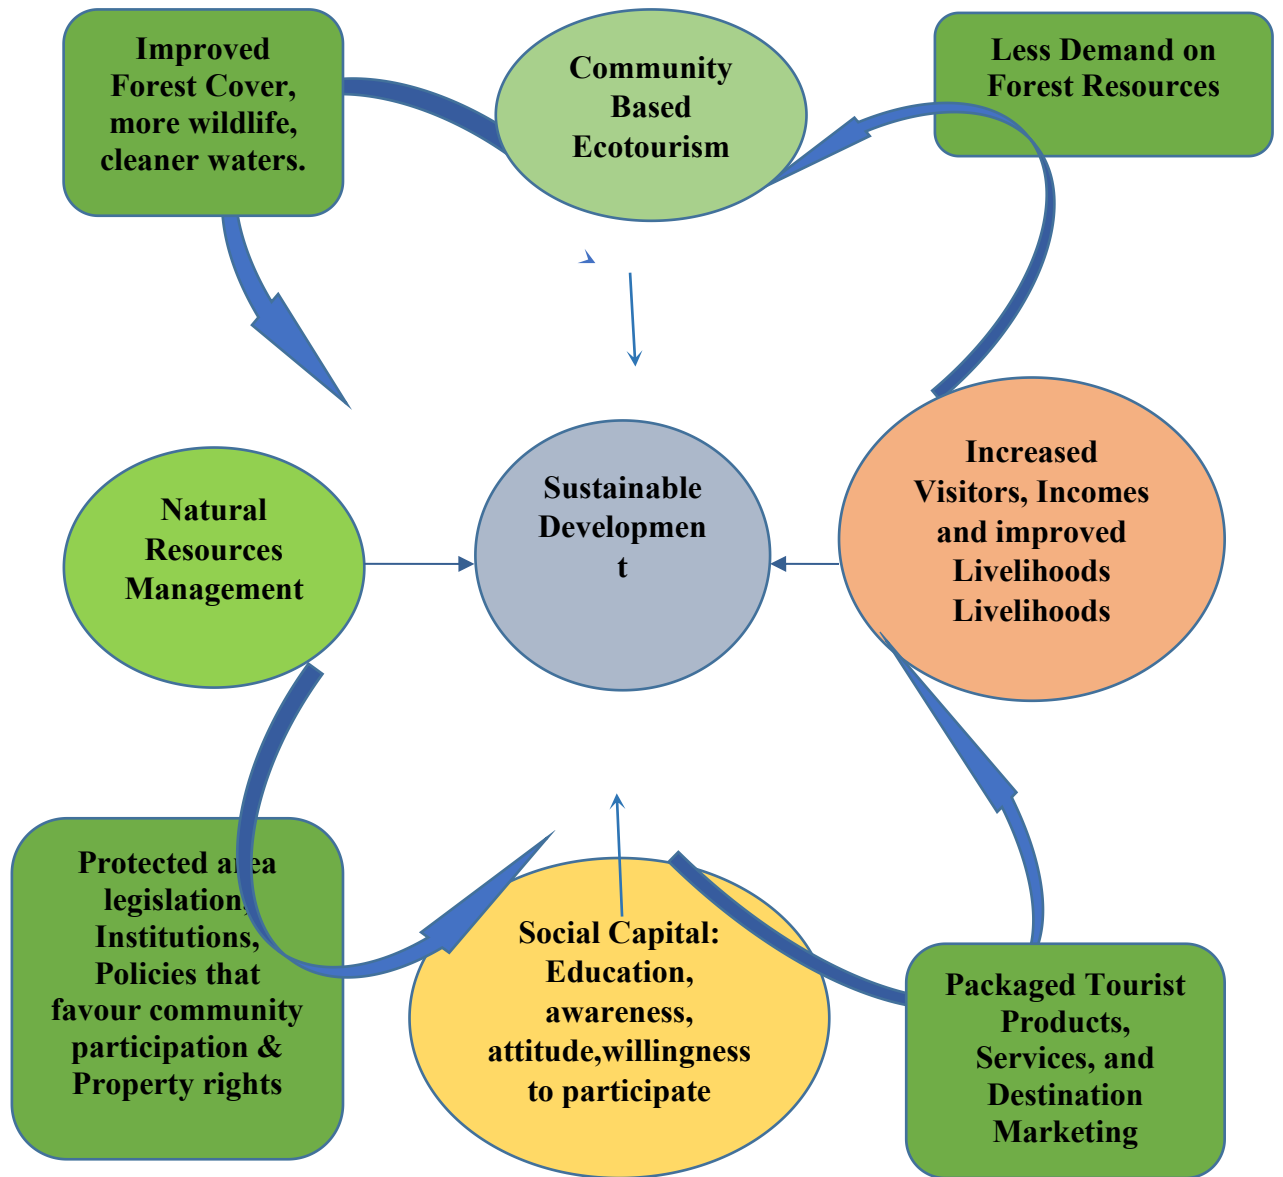 Improved
Forest Cover,
more wildlife,
cleaner waters.
Community
Based
Ecotourism
Less Demand on
Forest Resources
Natural
Resources
Management
Sustainable
Developmen
t
Increased
Visitors, Incomes
and improved
Livelihoods
Livelihoods
Protected area
legislation,
Institutions,
Policies that
favour community
participation &
Property rights
Social Capital:
Education,
awareness,
attitude,willingness
to participate
Packaged Tourist
Products,
Services, and
Destination
Marketing